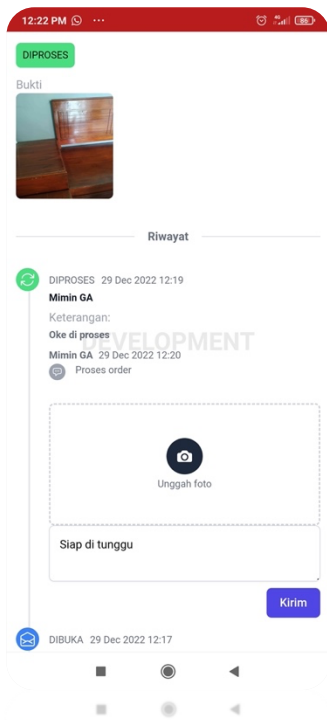 12:22 PM
86
DIPROSES
Bukti
Riwayat
DIPROSES 29 Dec 2022 12:19
Mimin GA
Keterangan:
Oke di proses
DEVELOPMENT
Mimin GA 29 Dec 2022 12:20
Proses order
Unggah foto
Siap di tunggu
Kirim
DIBUKA 29 Dec 2022 12:17